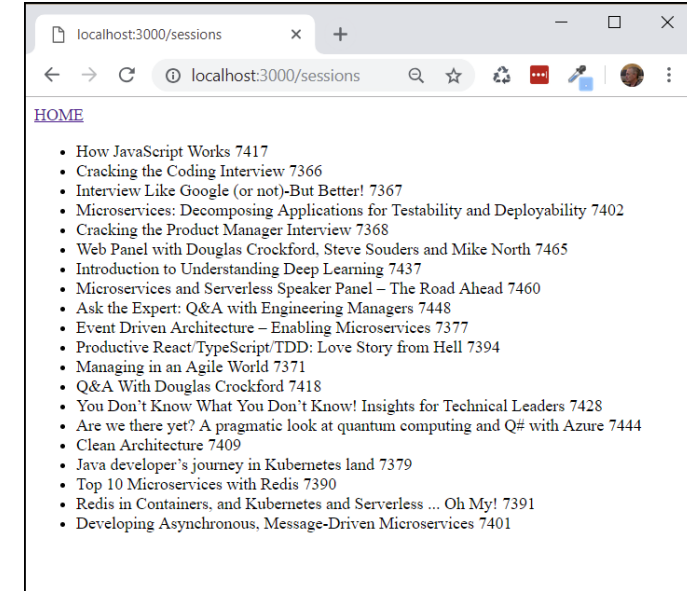 localhost:3000/sessions
localhost:3000/sessions
HOME
• How JavaScript Works 7417
• Cracking the Coding Interview 7366
• Interview Like Google (or not)-But Better! 7367
• Microservices: Decomposing Applications for Testability and Deployability 7402
• Cracking the Product Manager Interview 7368
• Web Panel with Douglas Crockford, Steve Souders and Mike North 7465
• Introduction to Understanding Deep Learning 7437
• Microservices and Serverless Speaker Panel – The Road Ahead 7460
• Ask the Expert: Q&A with Engineering Managers 7448
• Event Driven Architecture – Enabling Microservices 7377
• Productive React/TypeScript/TDD: Love Story from Hell 7394
• Managing in an Agile World 7371
• Q&A With Douglas Crockford 7418
• You Don’t Know What You Don’t Know! Insights for Technical Leaders 7428
• Are we there yet? A pragmatic look at quantum computing and Q# with Azure 7444
• Clean Architecture 7409
• Java developer’s journey in Kubernetes land 7379
• Top 10 Microservices with Redis 7390
• Redis in Containers, and Kubernetes and Serverless ... Oh My! 7391
• Developing Asynchronous, Message-Driven Microservices 7401